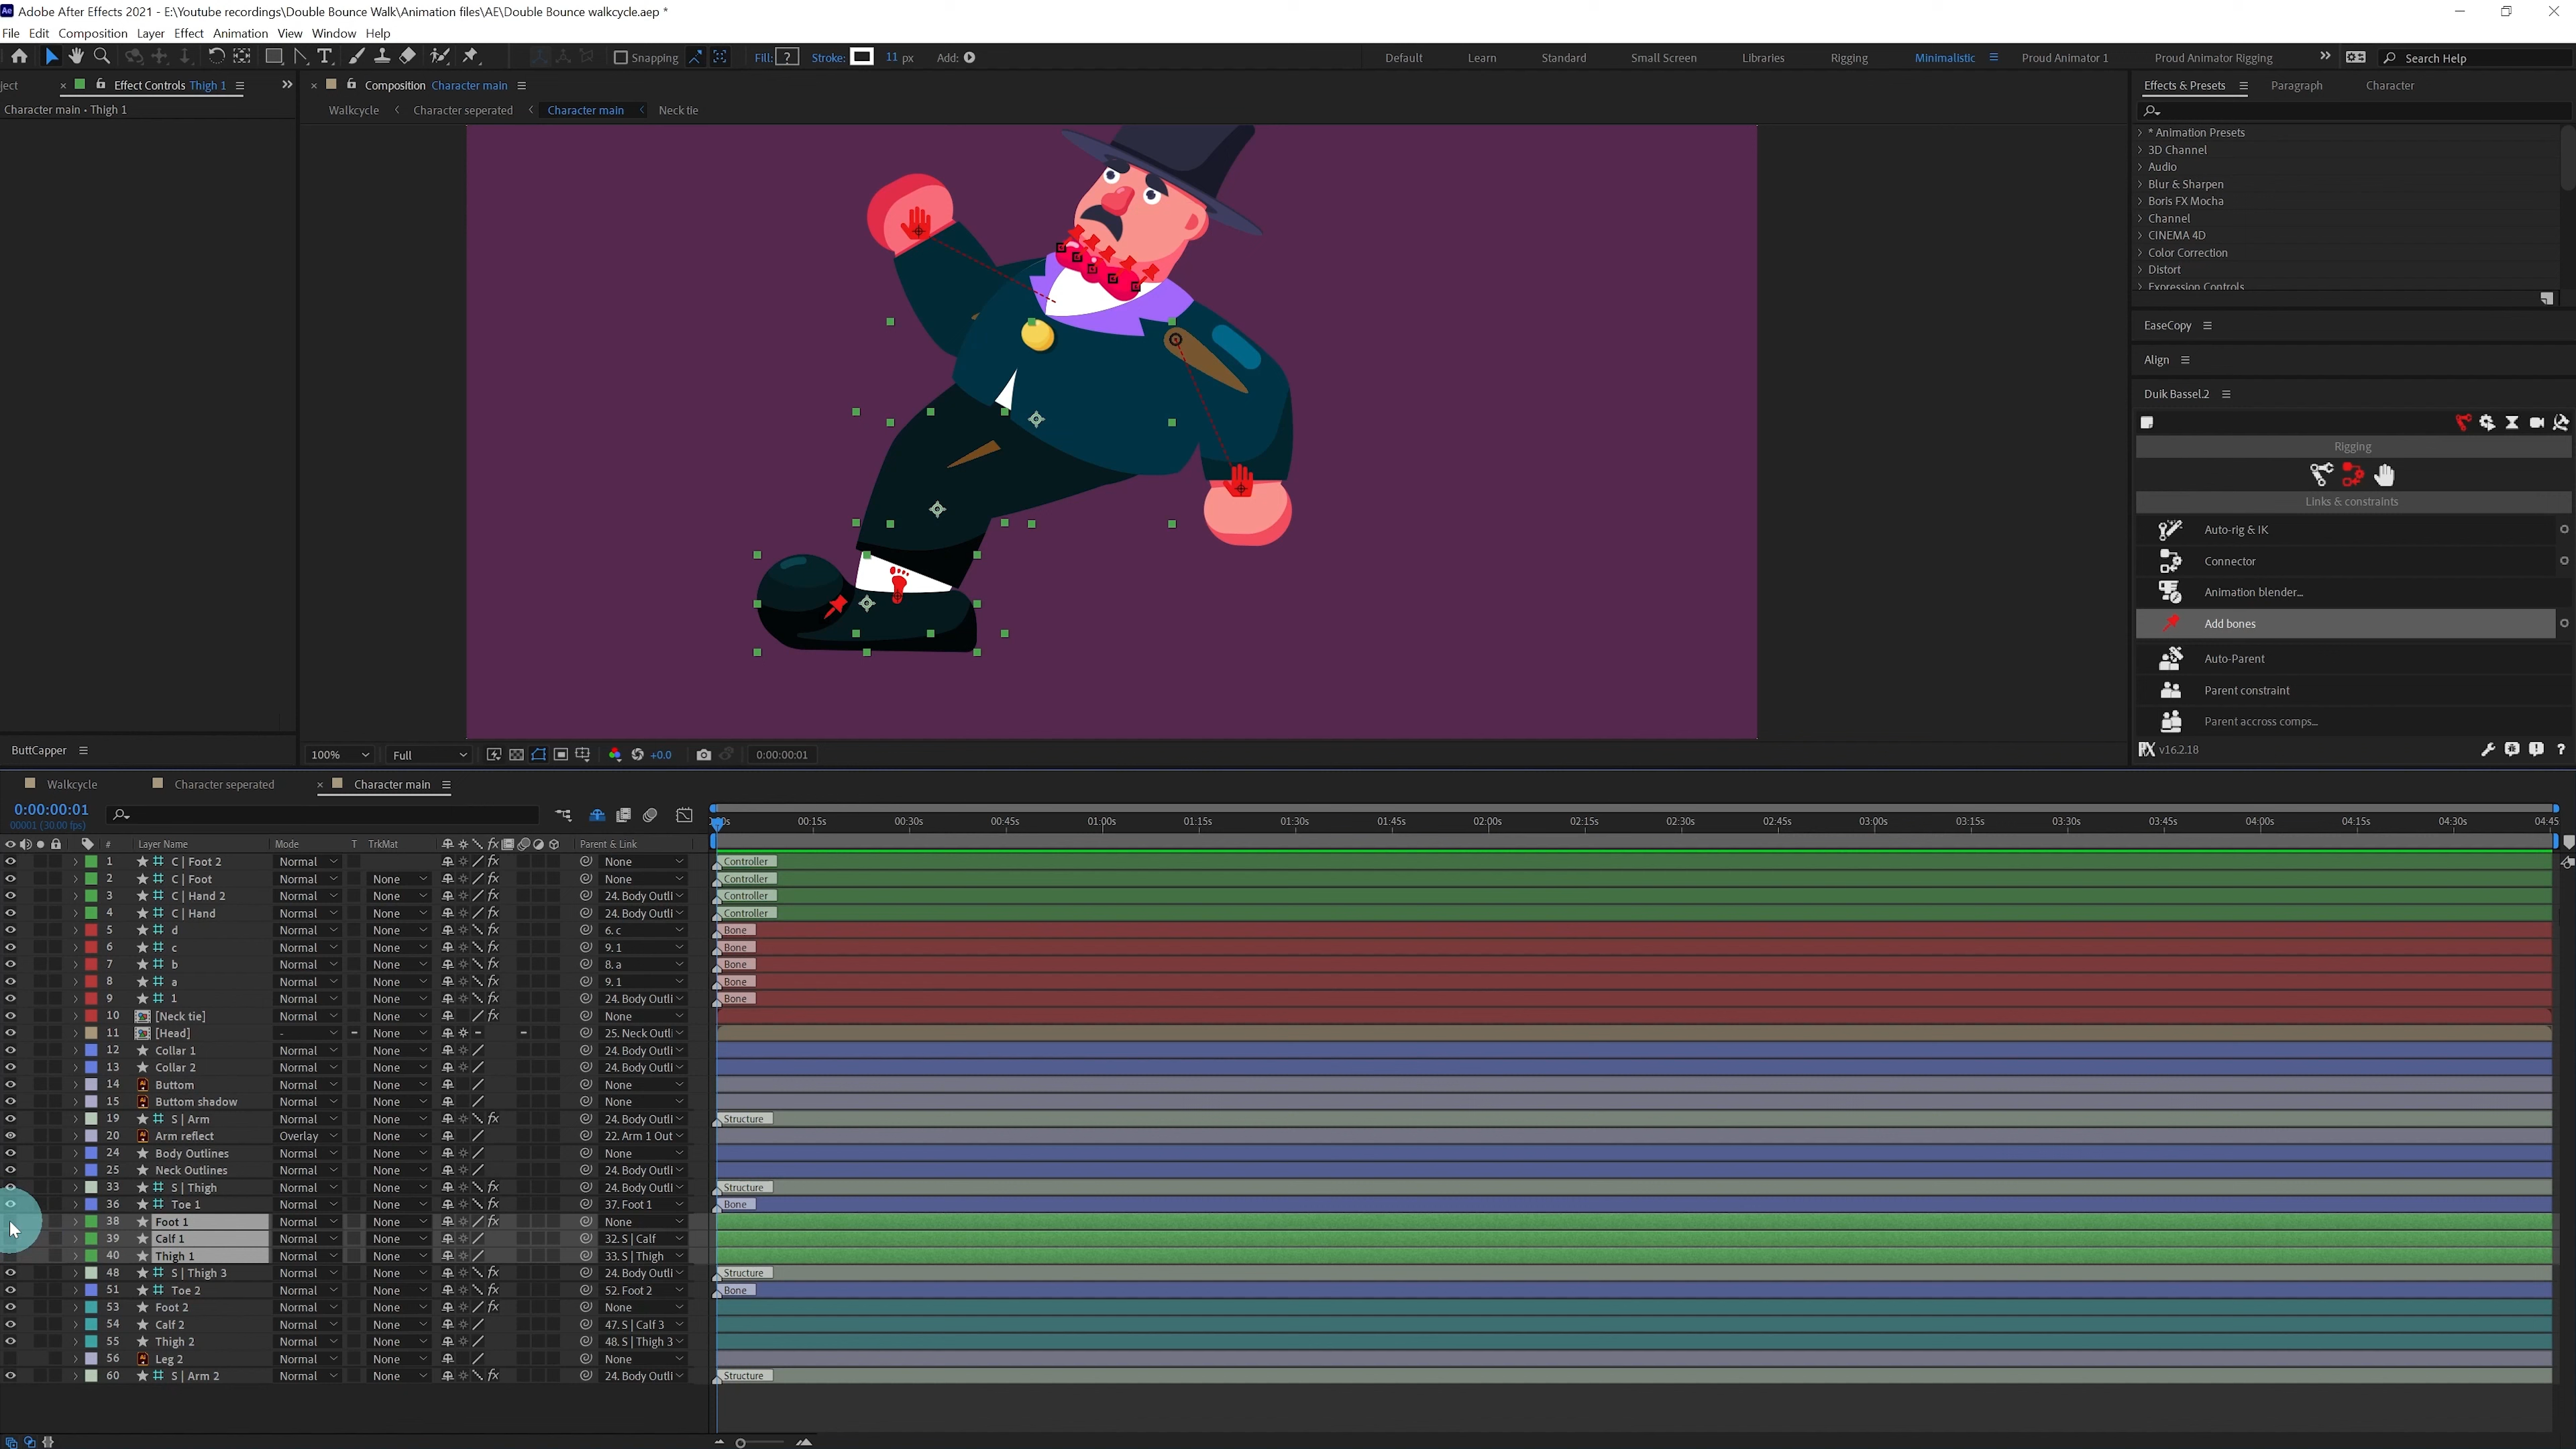 Adobe After Effects 2021 - E:\Youtube recordings\Double Bounce Walk\Animation files\AE\Double Bounce walkcycle.aep *
File Edit Composition Layer Effect Animation View Window Help
Snapping Fill: ? Stroke: 11 px Add:
Default Learn Standard Small Screen Libraries Rigging Minimalistic Proud Animator 1 Proud Animator Rigging Search Help
ject Effect Controls Thigh 1
Composition Character main
Effects & Presets Paragraph Character
Character main • Thigh 1
Walkcycle Character seperated Character main Neck tie
* Animation Presets
3D Channel
Audio
Blur & Sharpen
Boris FX Mocha
Channel
CINEMA 4D
Color Correction
Distort
Expression Controls
EaseCopy
Align
Duik Bassel.2
Rigging
Links & constraints
Auto-rig & IK
Connector
Animation blender...
Add bones
Auto-Parent
Parent constraint
Parent accross comps...
v16.2.18
ButtCapper
100% Full +0.0 0:00:00:01
Walkcycle Character seperated Character main
0:00:00:01
00001 (30.00 fps)
00:15s 00:30s 00:45s 01:00s 01:15s 01:30s 01:45s 02:00s 02:15s 02:30s 02:45s 03:00s 03:15s 03:30s 03:45s 04:00s 04:15s 04:30s 04:45
# Layer Name Mode T TrkMat Parent & Link
1 C | Foot 2 Normal None Controller
2 C | Foot Normal None None Controller
3 C | Hand 2 Normal None 24. Body Outli Controller
4 C | Hand Normal None 24. Body Outli Controller
5 d Normal None 6. c Bone
6 c Normal None 9. 1 Bone
7 b Normal None 8. a Bone
8 a Normal None 9. 1 Bone
9 1 Normal None 24. Body Outli Bone
10 [Neck tie] Normal None None
11 [Head] - None 25. Neck Outli
12 Collar 1 Normal None 24. Body Outli
13 Collar 2 Normal None 24. Body Outli
14 Buttom Normal None None
15 Buttom shadow Normal None None
19 S | Arm Normal None 24. Body Outli Structure
20 Arm reflect Overlay None 22. Arm 1 Out
24 Body Outlines Normal None None
25 Neck Outlines Normal None 24. Body Outli
33 S | Thigh Normal None 24. Body Outli Structure
36 Toe 1 Normal None 37. Foot 1 Bone
38 Foot 1 Normal None None
39 Calf 1 Normal None 32. S | Calf
40 Thigh 1 Normal None 33. S | Thigh
48 S | Thigh 3 Normal None 24. Body Outli Structure
51 Toe 2 Normal None 52. Foot 2 Bone
53 Foot 2 Normal None None
54 Calf 2 Normal None 47. S | Calf 3
55 Thigh 2 Normal None 48. S | Thigh 3
56 Leg 2 Normal None None
60 S | Arm 2 Normal None 24. Body Outli Structure